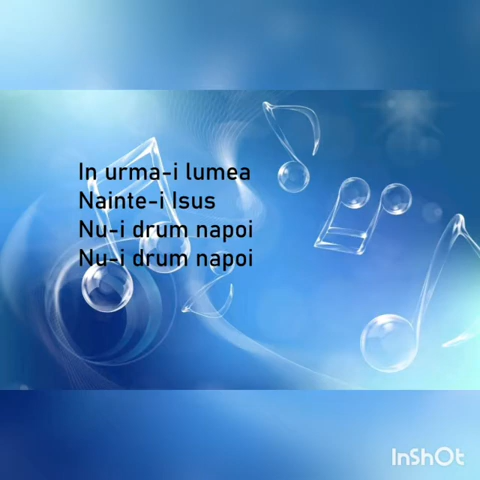 In urma-i lumea
Nainte-i Isus
Nu-i drum napoi
Nu-i drum napoi
InShOt